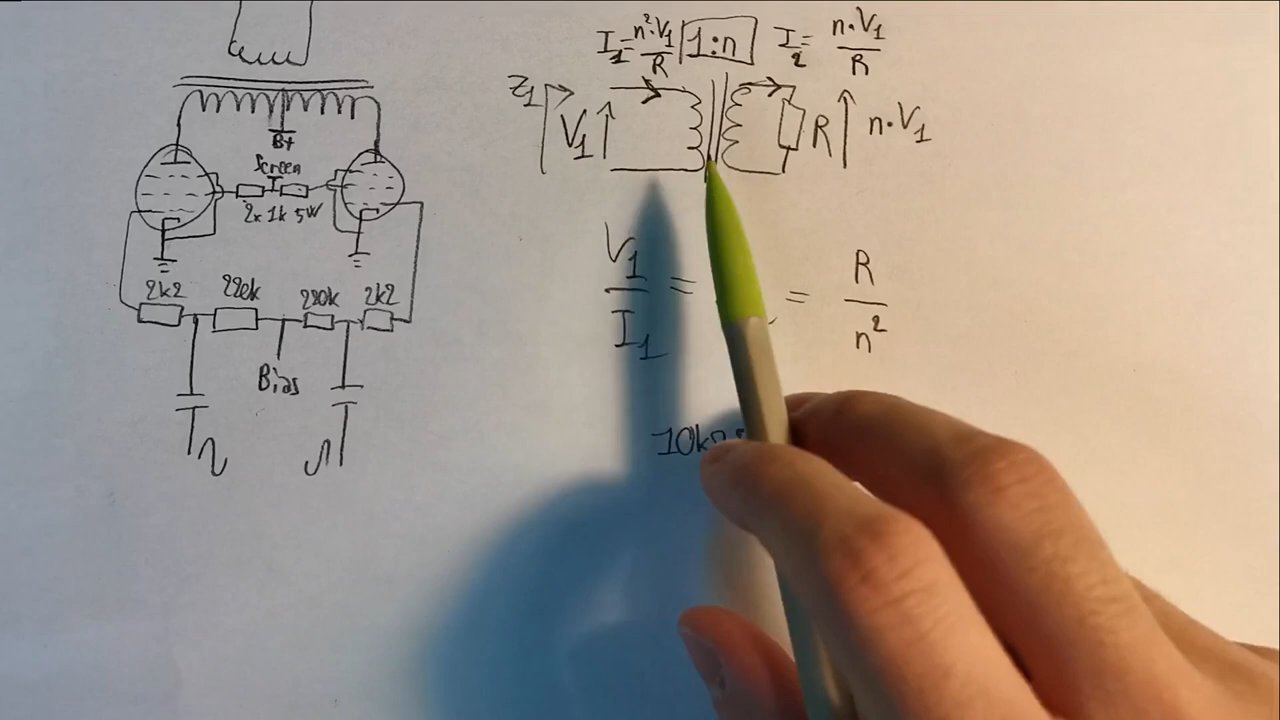 B+
Screen
2x 1k 5W
2k2
220k
220k
2k2
Bias
I₁ = n²·V₁ / R
1:n
I₂ = n·V₁ / R
Z₁
V₁
R
n·V₁
V₁ / I₁ = = R / n²